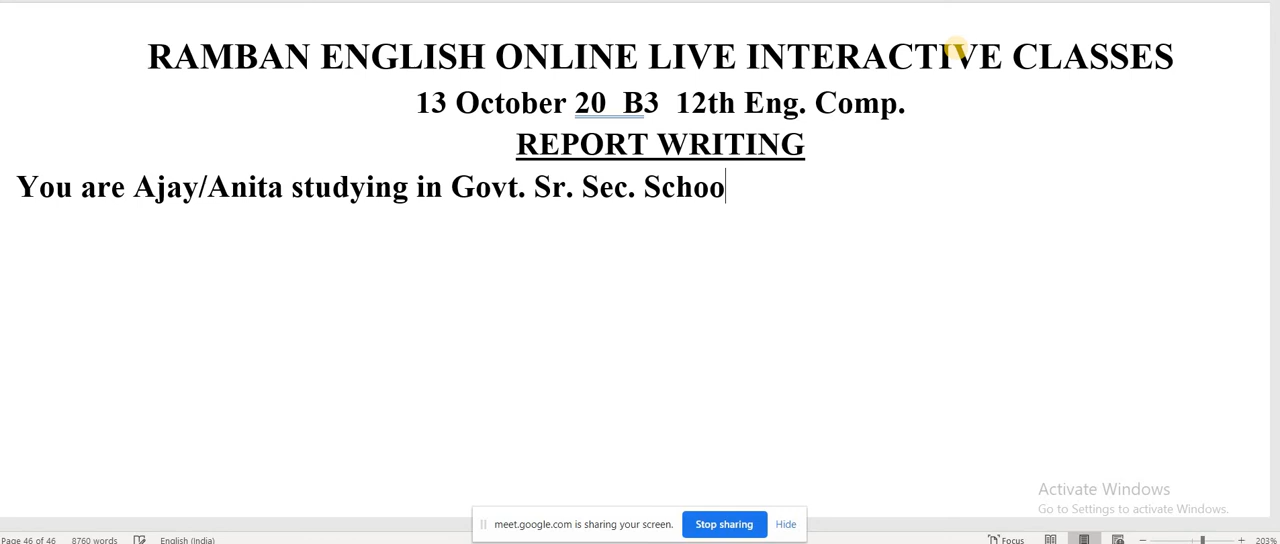 RAMBAN ENGLISH ONLINE LIVE INTERACTIVE CLASSES
13 October 20 B3 12th Eng. Comp.
REPORT WRITING
You are Ajay/Anita studying in Govt. Sr. Sec. Schoo
Activate Windows
Go to Settings to activate Windows.
meet.google.com is sharing your screen. Stop sharing Hide
Page 46 of 46 8760 words English (India) Focus 203%